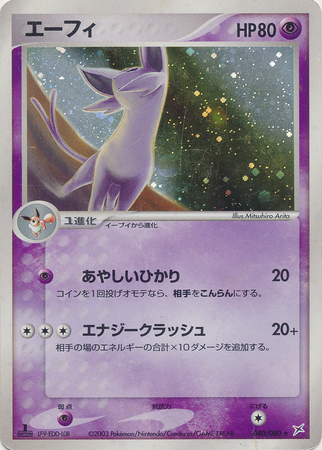 エーフィ HP80
Illus.Mitsuhiro Arita
1進化 イーブイから進化
あやしいひかり 20
コインを1回投げオモテなら、相手をこんらんにする。
エナジークラッシュ 20+
相手の場のエネルギーの合計×10ダメージを追加する。
弱点 抵抗力 にげる
1
©2003 Pokémon/Nintendo/Creatures/GAME FREAK.